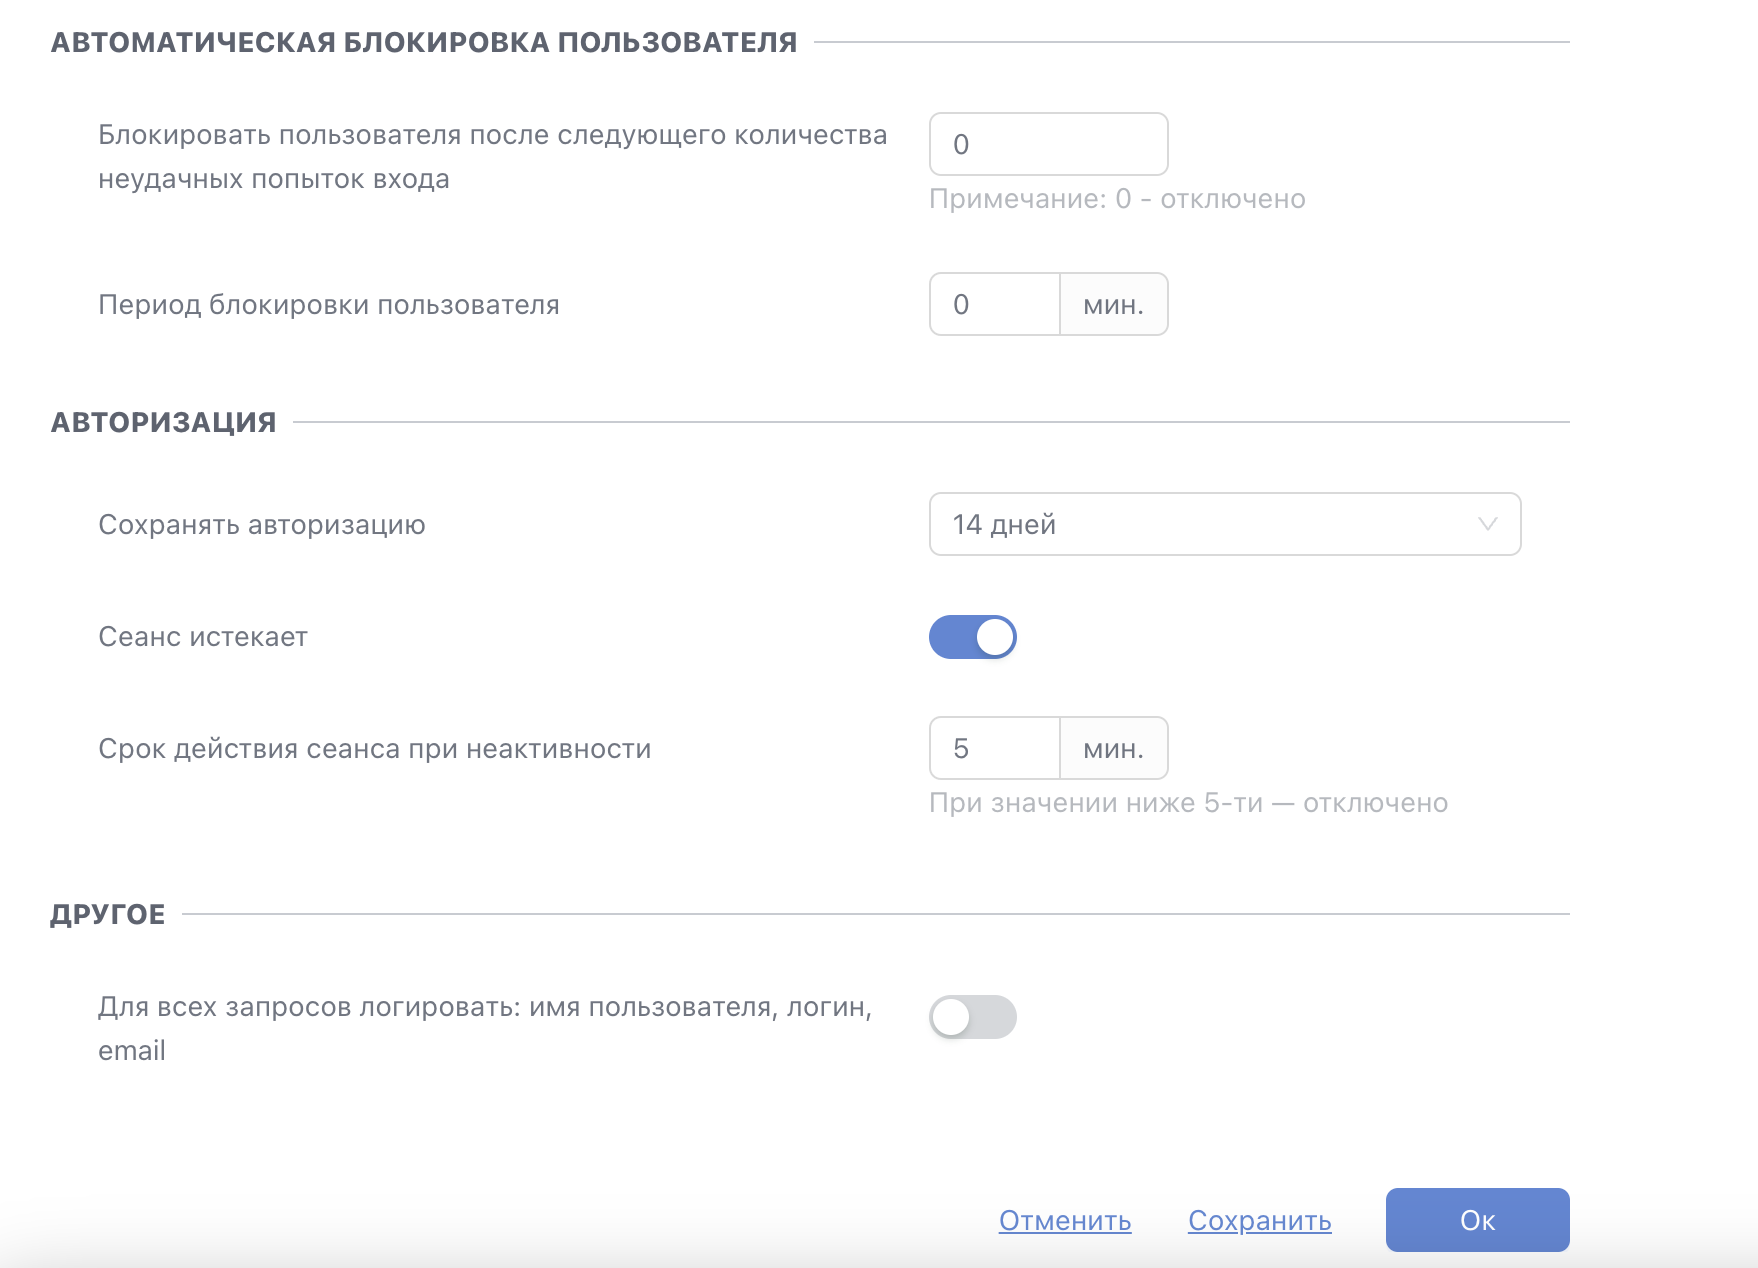 АВТОМАТИЧЕСКАЯ БЛОКИРОВКА ПОЛЬЗОВАТЕЛЯ
Блокировать пользователя после следующего количества
неудачных попыток входа
0
Примечание: 0 - отключено
Период блокировки пользователя
0 мин.
АВТОРИЗАЦИЯ
Сохранять авторизацию
14 дней
Сеанс истекает
Срок действия сеанса при неактивности
5 мин.
При значении ниже 5-ти — отключено
ДРУГОЕ
Для всех запросов логировать: имя пользователя, логин,
email
Отменить Сохранить Ок